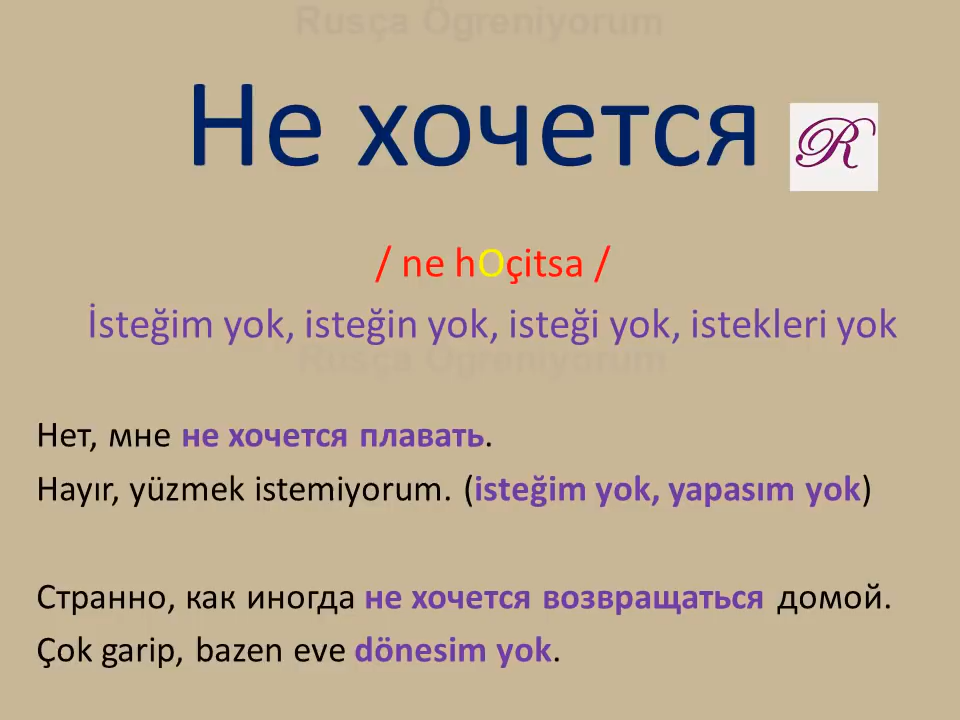 Rusça Ögreniyorum
Не хочется
R
/ ne hOçitsa /
İsteğim yok, isteğin yok, isteği yok, istekleri yok
Rusça Ögreniyorum
Нет, мне не хочется плавать.
Hayır, yüzmek istemiyorum. (isteğim yok, yapasım yok)
Странно, как иногда не хочется возвращаться домой.
Çok garip, bazen eve dönesim yok.